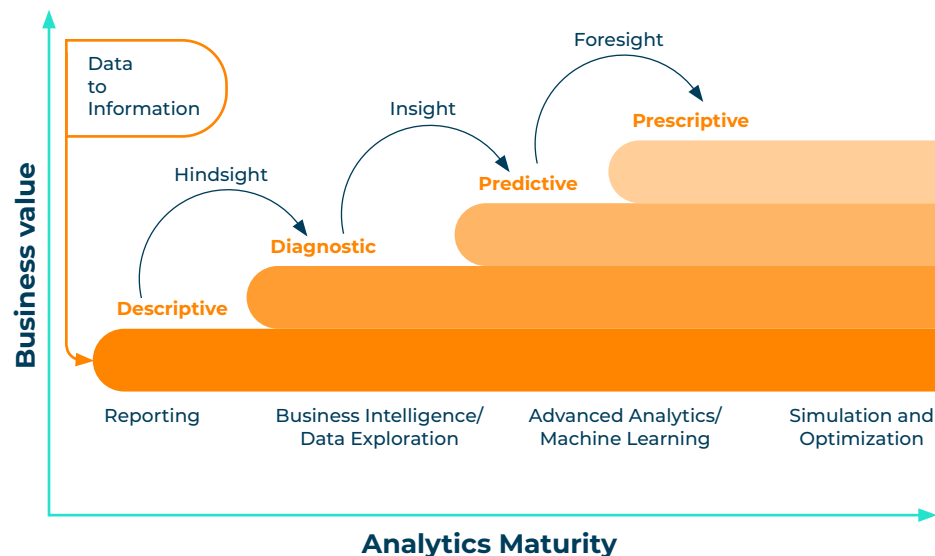 Data
to
Information
Foresight
Prescriptive
Insight
Predictive
Hindsight
Diagnostic
Descriptive
Business value
Reporting
Business Intelligence/
Data Exploration
Advanced Analytics/
Machine Learning
Simulation and
Optimization
Analytics Maturity